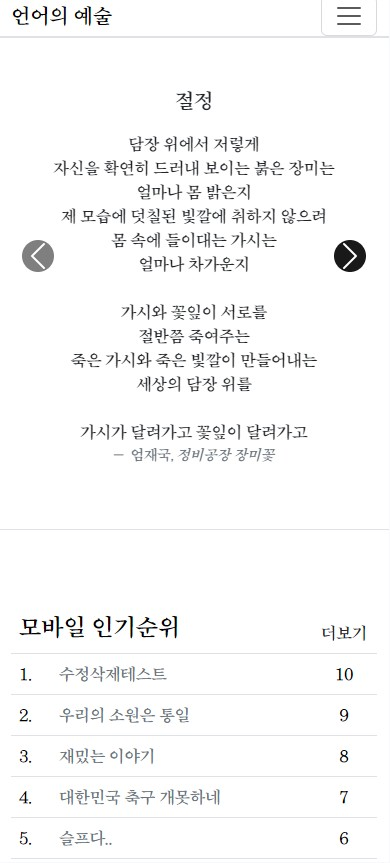 언어의 예술
절정
담장 위에서 저렇게
자신을 확연히 드러내 보이는 붉은 장미는
얼마나 몸 밝은지
제 모습에 덧칠된 빛깔에 취하지 않으려
몸 속에 들이대는 가시는
얼마나 차가운지
가시와 꽃잎이 서로를
절반쯤 죽여주는
죽은 가시와 죽은 빛깔이 만들어내는
세상의 담장 위를
가시가 달려가고 꽃잎이 달려가고
— 엄재국, 정비공장 장미꽃
모바일 인기순위 더보기
1. 수정삭제테스트 10
2. 우리의 소원은 통일 9
3. 재밌는 이야기 8
4. 대한민국 축구 개못하네 7
5. 슬프다.. 6